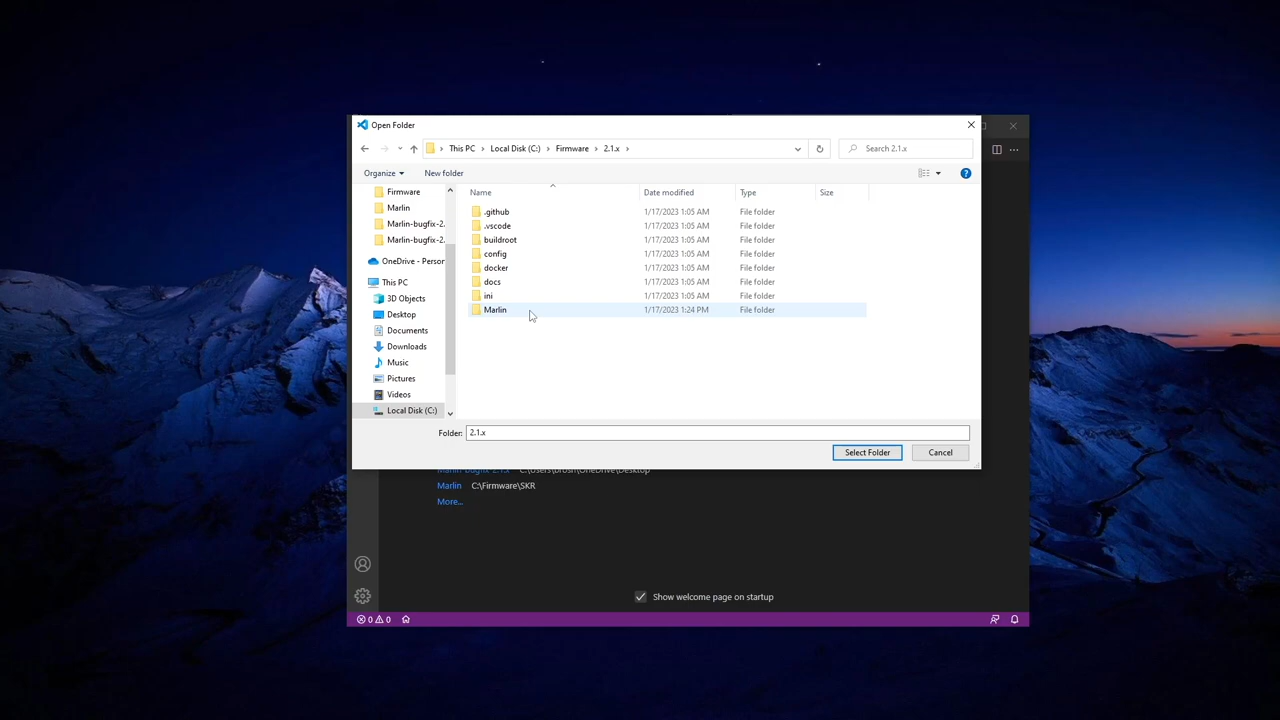 Open Folder
This PC > Local Disk (C:) > Firmware > 2.1.x >
Search 2.1.x
Organize
New folder
Name
Date modified
Type
Size
Firmware
Marlin
Marlin-bugfix-2.
Marlin-bugfix-2.
OneDrive - Person
This PC
3D Objects
Desktop
Documents
Downloads
Music
Pictures
Videos
Local Disk (C:)
.github 1/17/2023 1:05 AM File folder
.vscode 1/17/2023 1:05 AM File folder
buildroot 1/17/2023 1:05 AM File folder
config 1/17/2023 1:05 AM File folder
docker 1/17/2023 1:05 AM File folder
docs 1/17/2023 1:05 AM File folder
ini 1/17/2023 1:05 AM File folder
Marlin 1/17/2023 1:24 PM File folder
Folder: 2.1.x
Select Folder
Cancel
Marlin C:\Firmware\SKR
More...
Show welcome page on startup
0 0